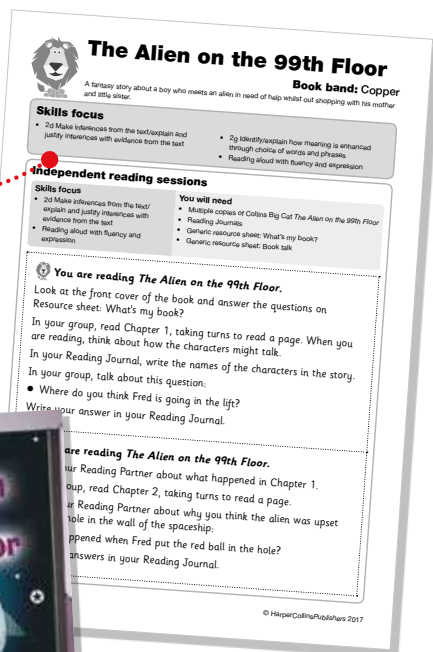 The Alien on the 99th Floor
Book band: Copper
A fantasy story about a boy who meets an alien in need of help whilst out shopping with his mother
and little sister.
Skills focus
• 2d Make inferences from the text/explain and
justify inferences with evidence from the text
• 2g Identify/explain how meaning is enhanced
through choice of words and phrases
• Reading aloud with fluency and expression
Independent reading sessions
Skills focus
• 2d Make inferences from the text/
explain and justify inferences with
evidence from the text
• Reading aloud with fluency and
expression
You will need
• Multiple copies of Collins Big Cat The Alien on the 99th Floor
• Reading Journals
• Generic resource sheet: What's my book?
• Generic resource sheet: Book talk
You are reading The Alien on the 99th Floor.
Look at the front cover of the book and answer the questions on
Resource sheet: What's my book?
In your group, read Chapter 1, taking turns to read a page. When you
are reading, think about how the characters might talk.
In your Reading Journal, write the names of the characters in the story.
In your group, talk about this question:
• Where do you think Fred is going in the lift?
Write your answer in your Reading Journal.
are reading The Alien on the 99th Floor.
ur Reading Partner about what happened in Chapter 1.
oup, read Chapter 2, taking turns to read a page.
ur Reading Partner about why you think the alien was upset
hole in the wall of the spaceship:
ppened when Fred put the red ball in the hole?
answers in your Reading Journal.
© HarperCollinsPublishers 2017